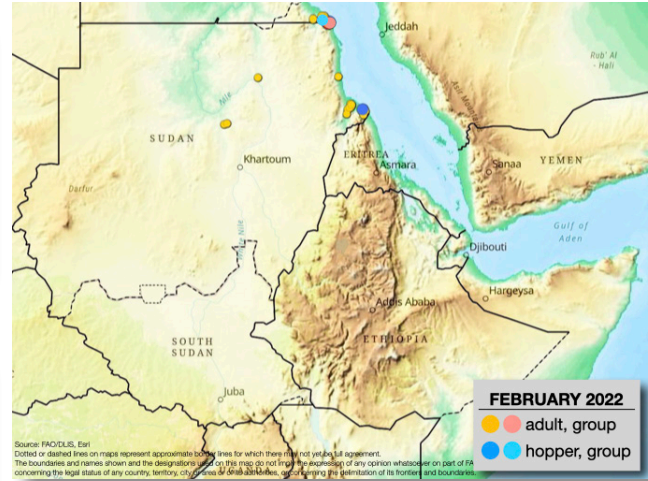 Jeddah
Rub' Al
- Hali
Nile
SUDAN
Khartoum
ERITREA
Asmara
Sanaa
YEMEN
Darfur
Gulf of
Aden
Djibouti
Hargeysa
Addis Ababa
ETHIOPIA
SOUTH
SUDAN
Juba
UGANDA
FEBRUARY 2022
adult, group
hopper, group
Source: FAO/DLIS, Esri
Dotted or dashed lines on maps represent approximate border lines for which there may not yet be full agreement.
The boundaries and names shown and the designations used on this map do not imply the expression of any opinion whatsoever on part of FA
concerning the legal status of any country, territory, city or area or of its authorities, or concerning the delimitation of its frontiers and boundaries.